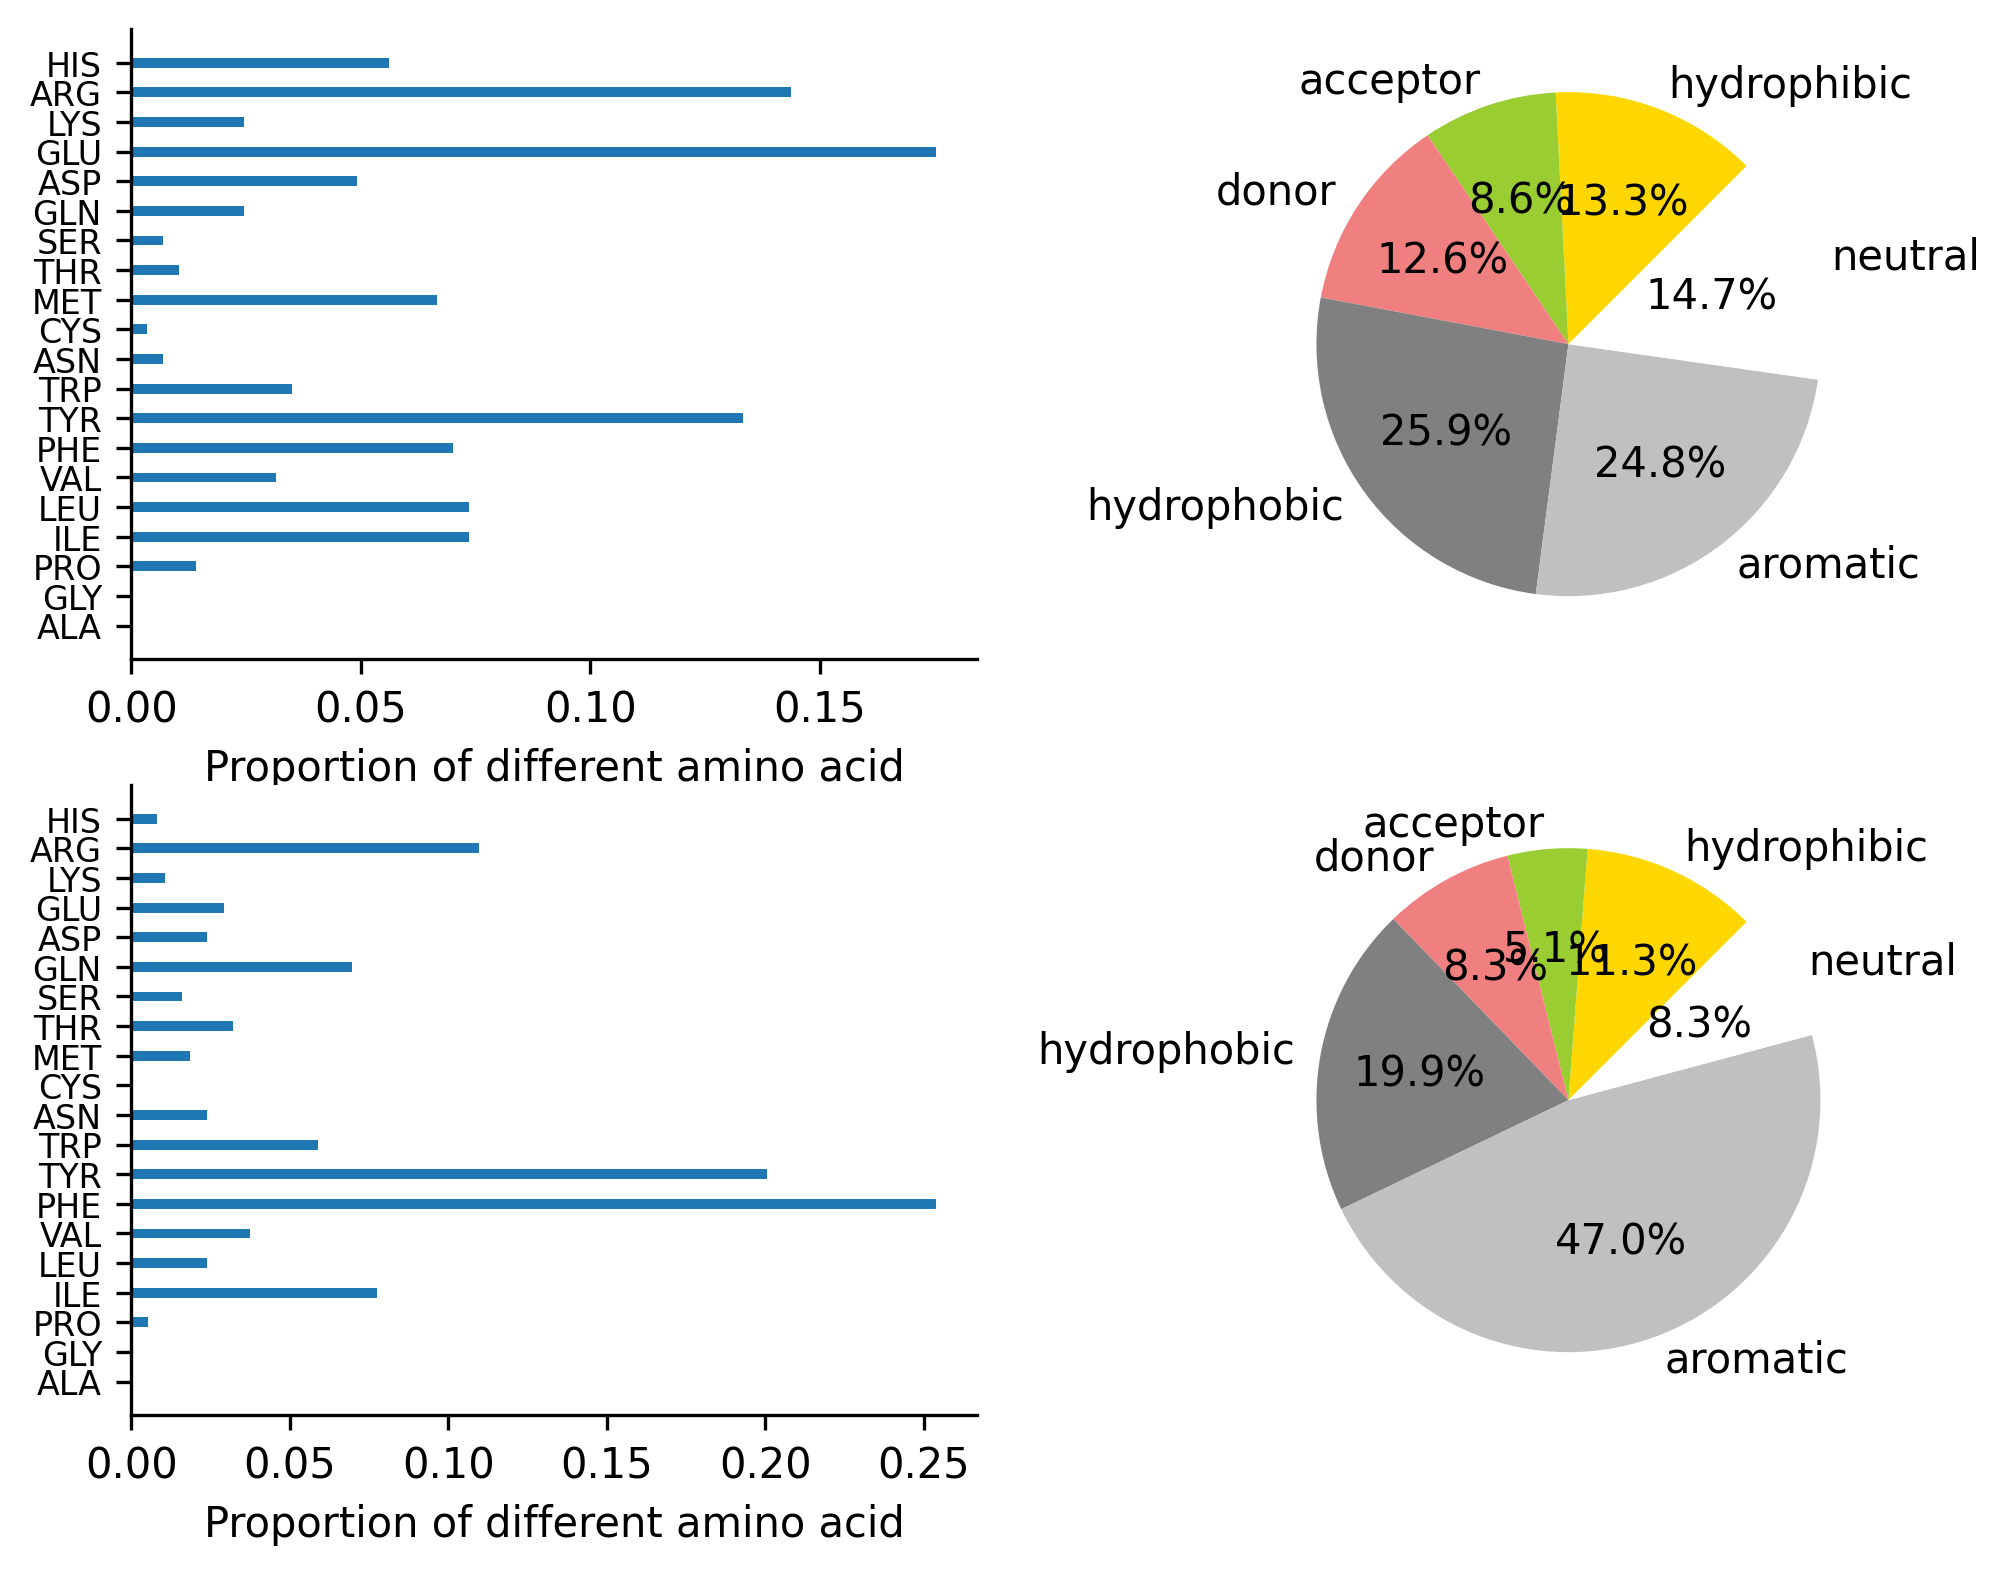 HIS
ARG
LYS
GLU
ASP
GLN
SER
THR
MET
CYS
ASN
TRP
TYR
PHE
VAL
LEU
ILE
PRO
GLY
ALA
0.00 0.05 0.10 0.15
Proportion of different amino acid
acceptor
hydrophibic
donor
neutral
hydrophobic
aromatic
8.6%
13.3%
12.6%
14.7%
25.9%
24.8%
HIS
ARG
LYS
GLU
ASP
GLN
SER
THR
MET
CYS
ASN
TRP
TYR
PHE
VAL
LEU
ILE
PRO
GLY
ALA
0.00 0.05 0.10 0.15 0.20 0.25
Proportion of different amino acid
acceptor
hydrophibic
donor
neutral
hydrophobic
aromatic
5.1%
11.3%
8.3%
8.3%
19.9%
47.0%